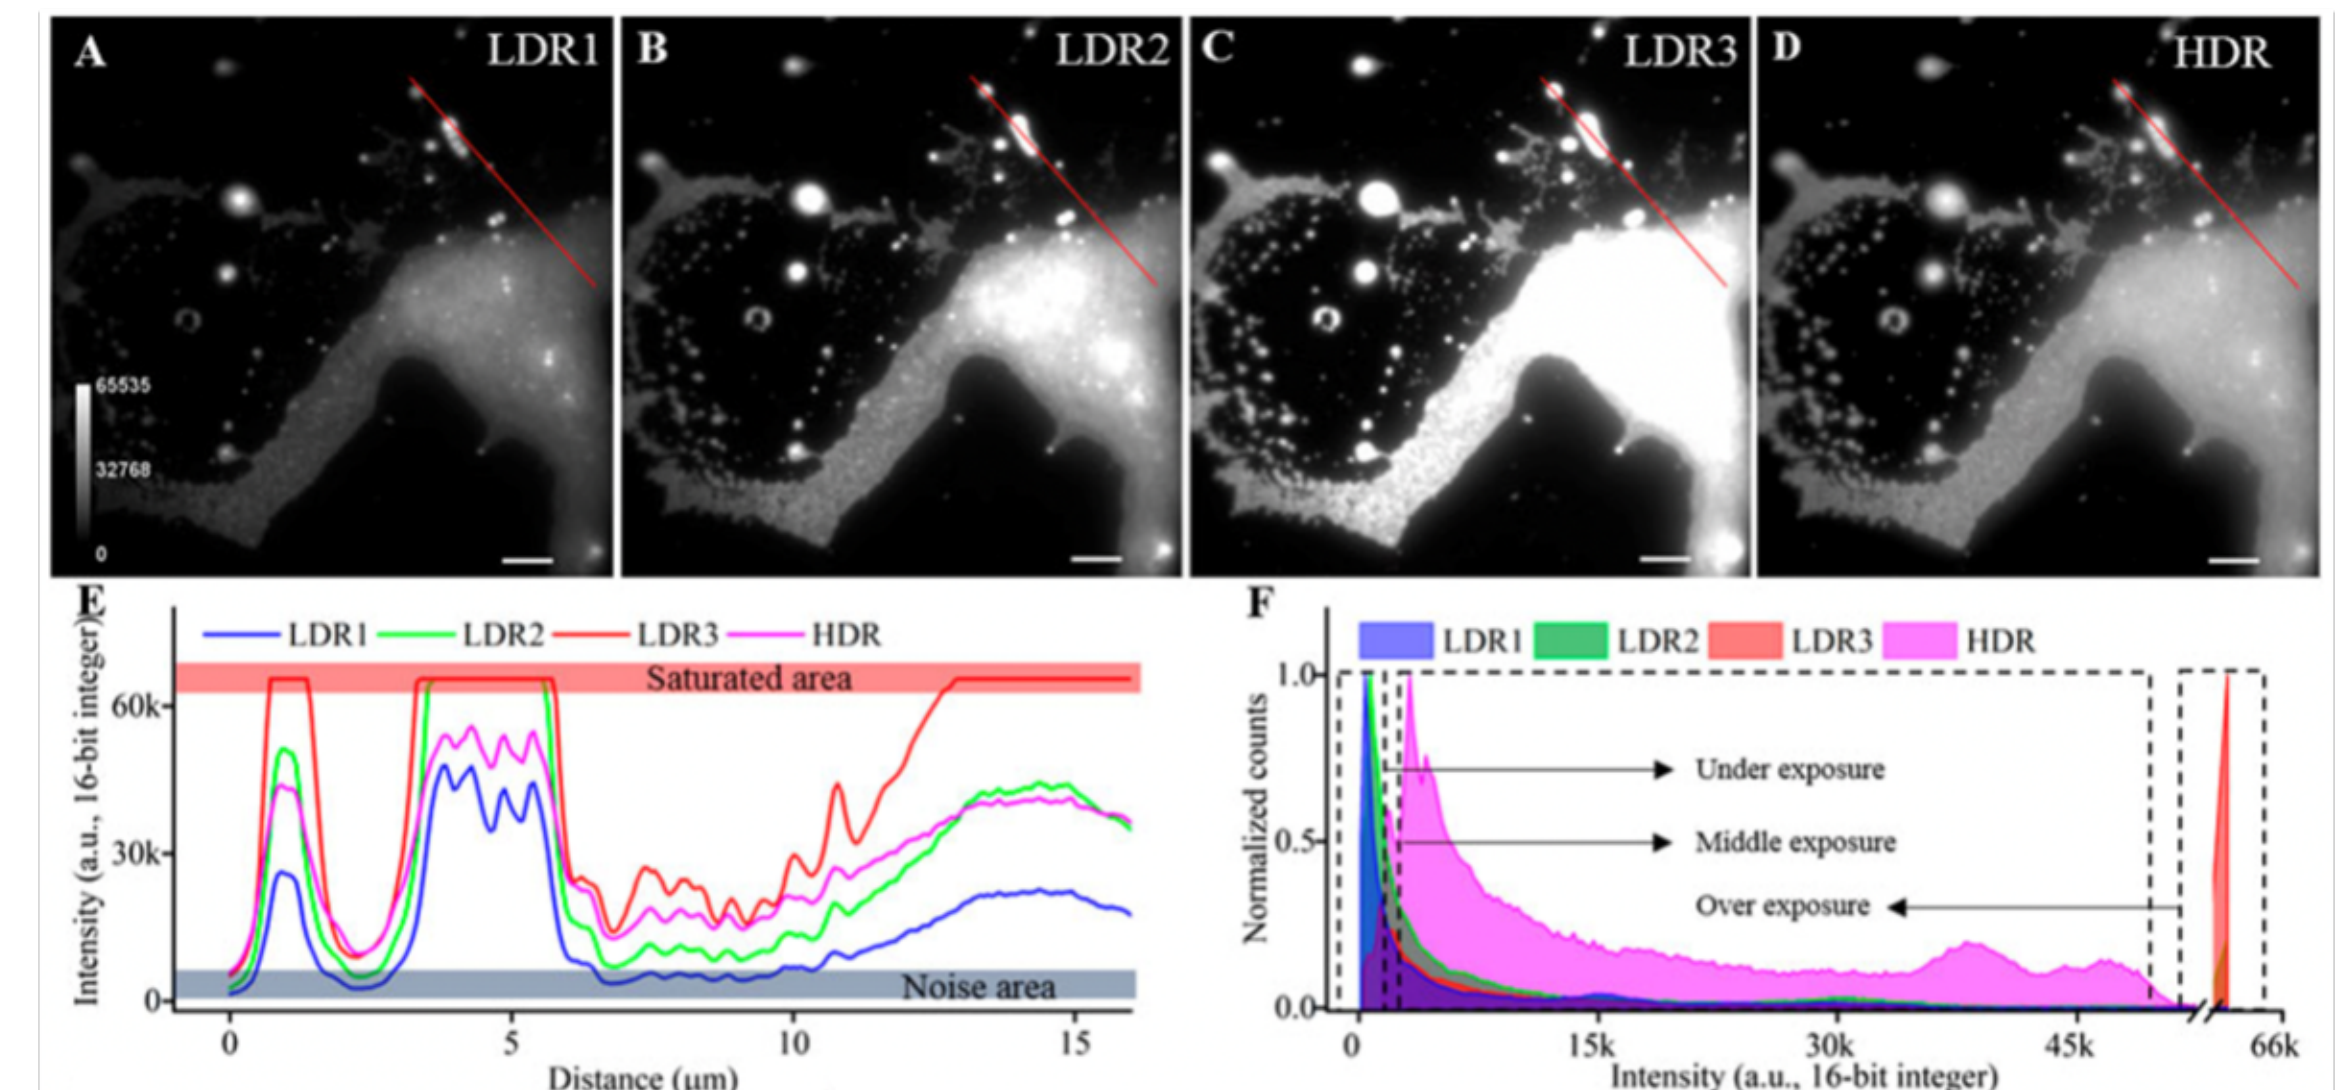 A LDR1
B LDR2
C LDR3
D HDR
65535
32768
0
E
LDR1 LDR2 LDR3 HDR
Saturated area
Noise area
60k
30k
0
Intensity (a.u., 16-bit integer)
0 5 10 15
Distance (μm)
F
LDR1 LDR2 LDR3 HDR
1.0
0.5
0.0
Normalized counts
Under exposure
Middle exposure
Over exposure
0 15k 30k 45k 66k
Intensity (a.u., 16-bit integer)